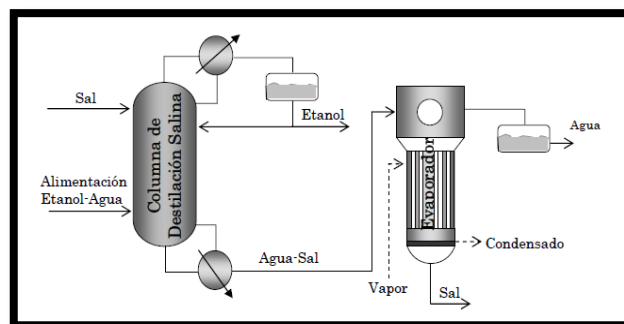 Sal
Alimentación
Etanol-Agua
Columna de
Destilación Salina
Etanol
Agua-Sal
Evaporador
Agua
Vapor
Condensado
Sal